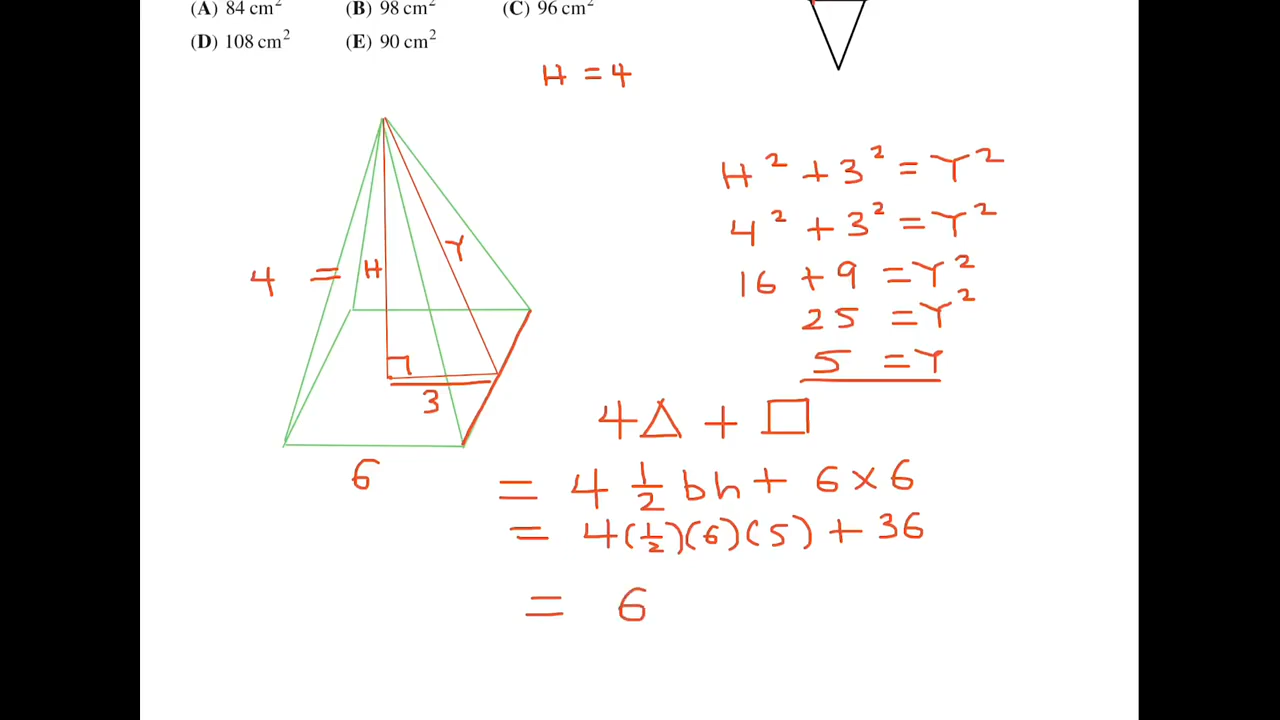 (A) 84 cm² (B) 98 cm² (C) 96 cm²
(D) 108 cm² (E) 90 cm²
H = 4
H² + 3² = Y²
4² + 3² = Y²
16 + 9 = Y²
25 = Y²
5 = Y
4 = H
Y
3
6
4△ + □
= 4 ½ bh + 6 × 6
= 4(½)(6)(5) + 36
= 6